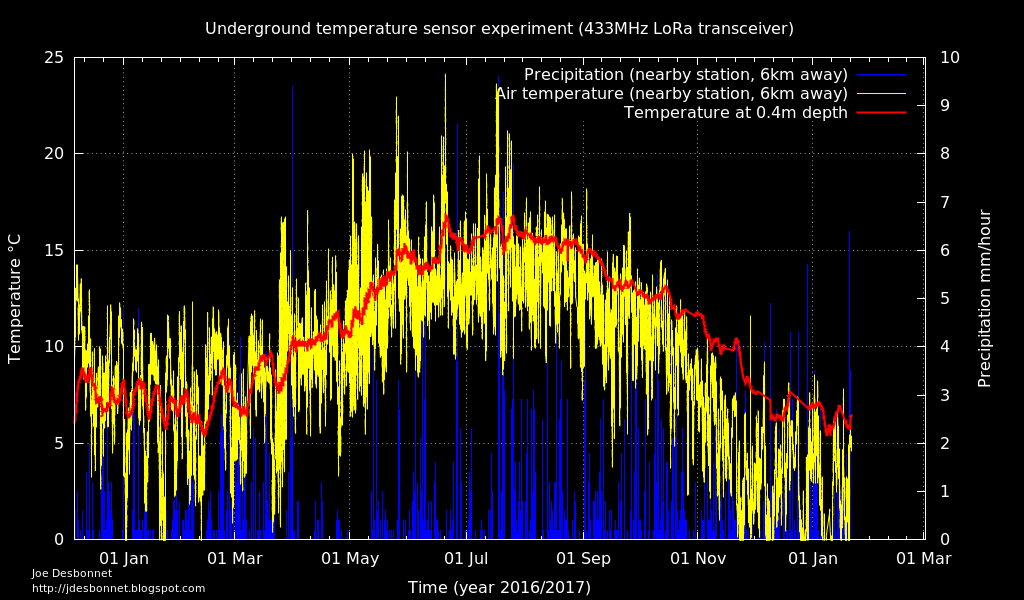 Underground temperature sensor experiment (433MHz LoRa transceiver)
Precipitation (nearby station, 6km away)
Air temperature (nearby station, 6km away)
Temperature at 0.4m depth
Temperature °C
25
20
15
10
5
0
10
9
8
7
6
5
4
3
2
1
0
Precipitation mm/hour
01 Jan
01 Mar
01 May
01 Jul
01 Sep
01 Nov
01 Jan
01 Mar
Time (year 2016/2017)
Joe Desbonnet
http://jdesbonnet.blogspot.com